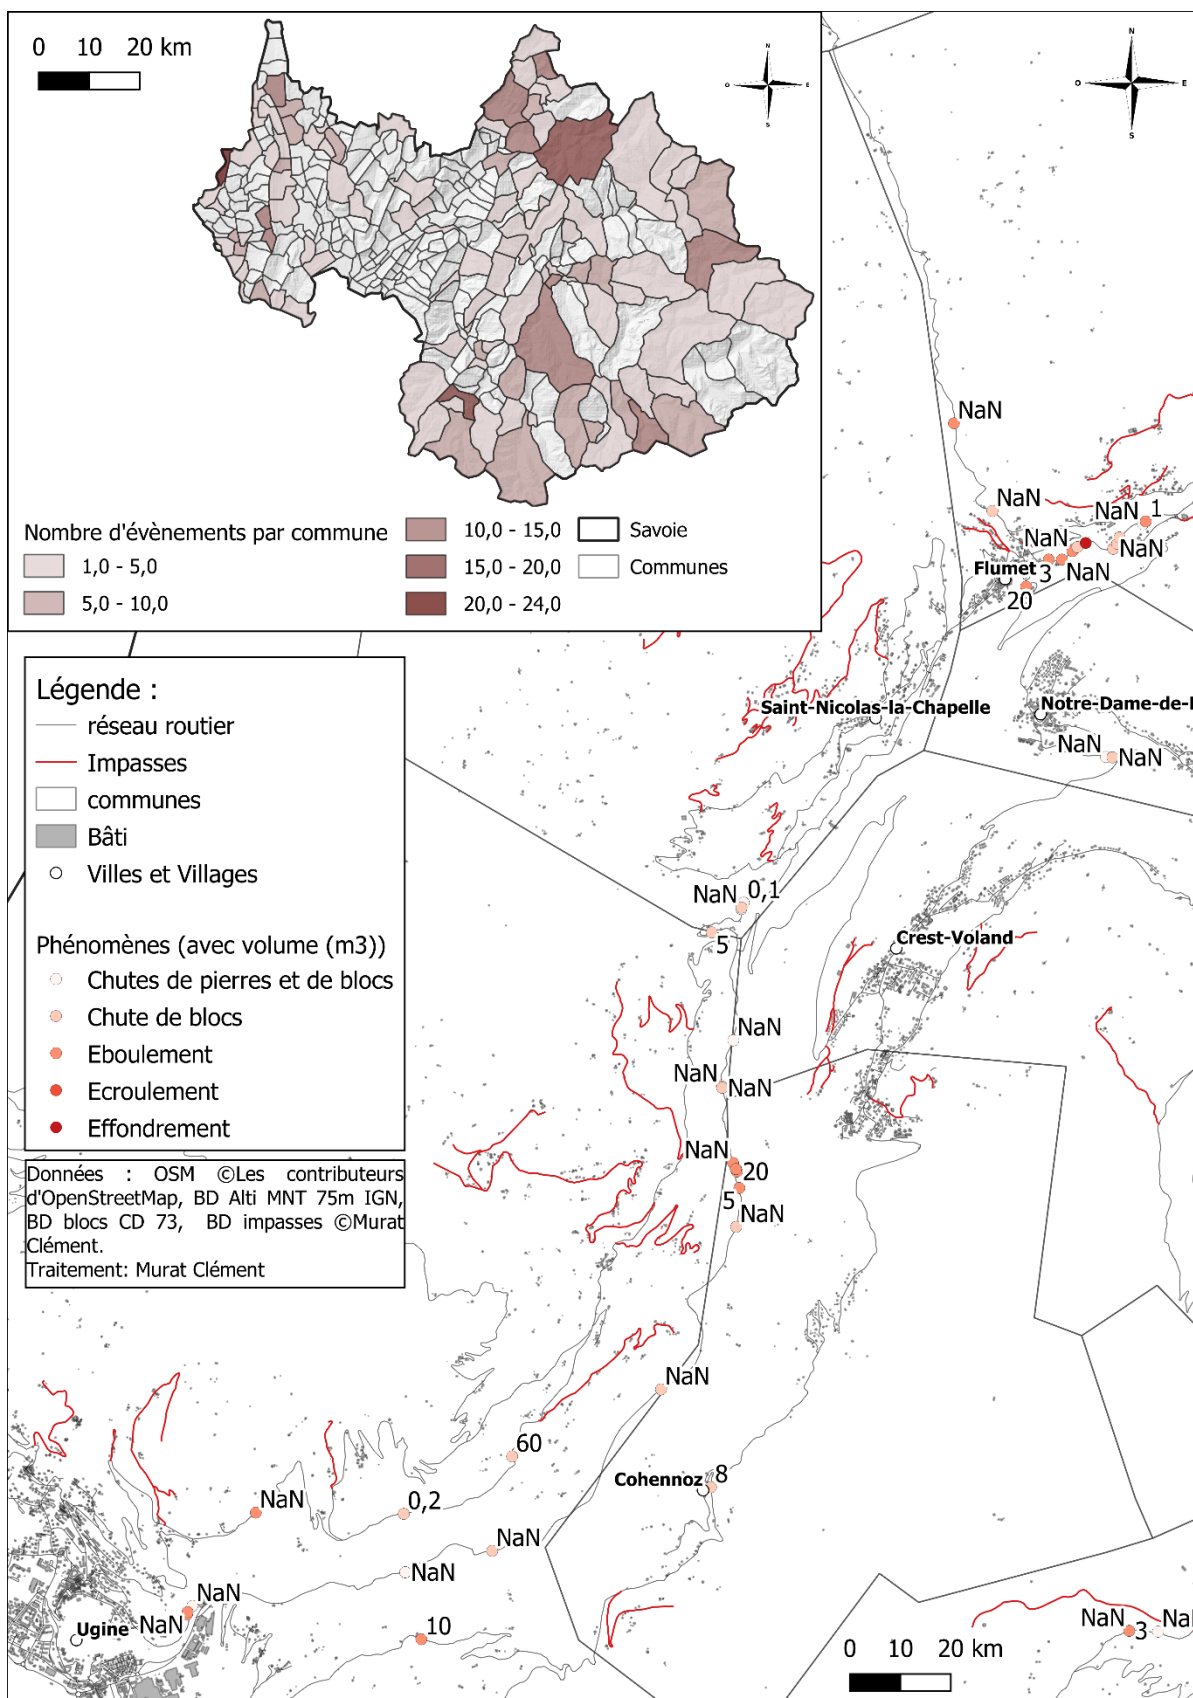 0 10 20 km
N
O E
S
N
O E
S
Nombre d'évènements par commune
1,0 - 5,0
5,0 - 10,0
10,0 - 15,0
15,0 - 20,0
20,0 - 24,0
Savoie
Communes
Légende :
réseau routier
Impasses
communes
Bâti
Villes et Villages
Phénomènes (avec volume (m3))
Chutes de pierres et de blocs
Chute de blocs
Eboulement
Ecroulement
Effondrement
Données : OSM ©Les contributeurs
d'OpenStreetMap, BD Alti MNT 75m IGN,
BD blocs CD 73, BD impasses ©Murat
Clément.
Traitement: Murat Clément
NaN
NaN
NaN 1
NaN
NaN
Flumet 3 NaN
20
Saint-Nicolas-la-Chapelle
Notre-Dame-de-
NaN
NaN
NaN 0,1
5
Crest-Voland
NaN
NaN
NaN
NaN
20
5
NaN
NaN
60
Cohennoz 8
NaN
0,2
NaN
NaN
NaN
NaN
Ugine
10
NaN 3 Na
0 10 20 km